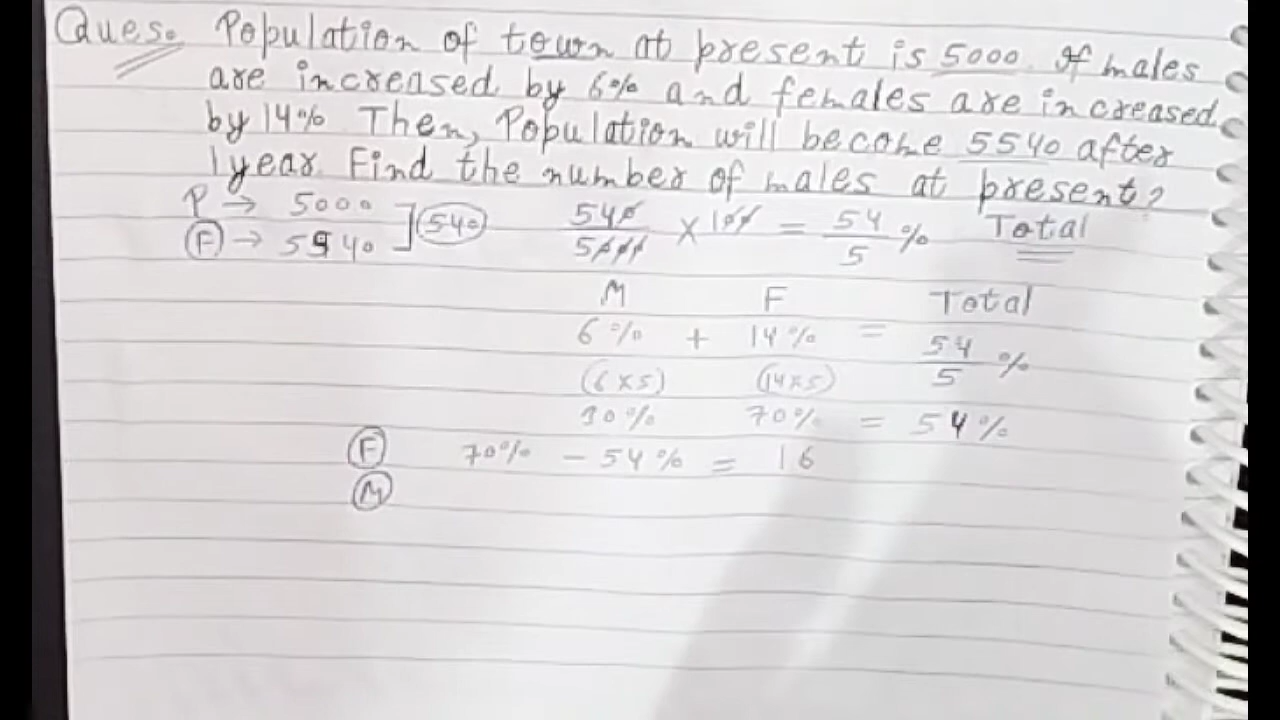 Ques. Population of town at present is 5000. If males
are increased by 6% and females are increased
by 14% Then, Population will become 5540 after
1 year Find the number of males at present?
P → 5000
F → 5540 ] 540 540/5000 × 100 = 54/5 % Total
M F Total
6% + 14% = 54/5 %
(6×5) (14×5)
30% 70% = 54%
F 70% - 54% = 16
M